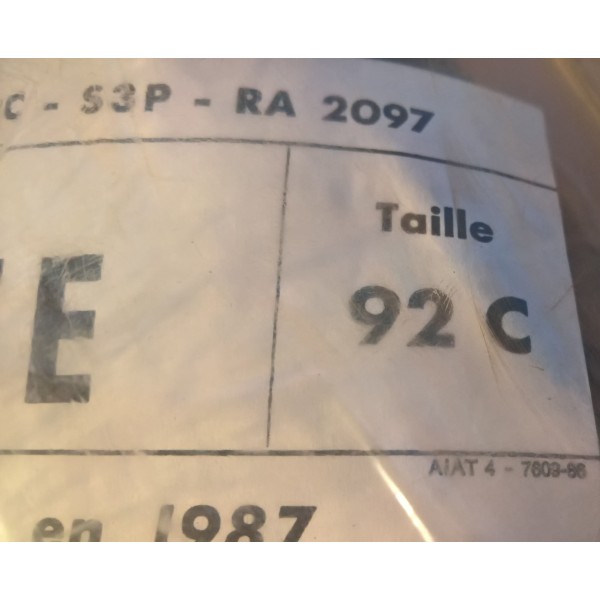 C - S3P - RA 2097
Taille
E
92 C
AIAT 4 - 7609-86
en 1987